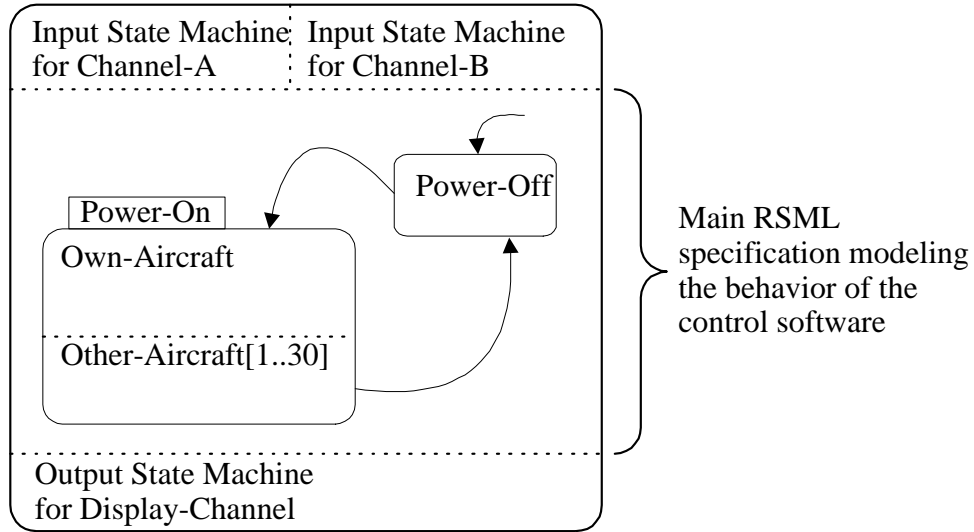 Input State Machine
for Channel-A
Input State Machine
for Channel-B
Power-Off
Power-On
Own-Aircraft
Other-Aircraft[1..30]
Main RSML
specification modeling
the behavior of the
control software
Output State Machine
for Display-Channel